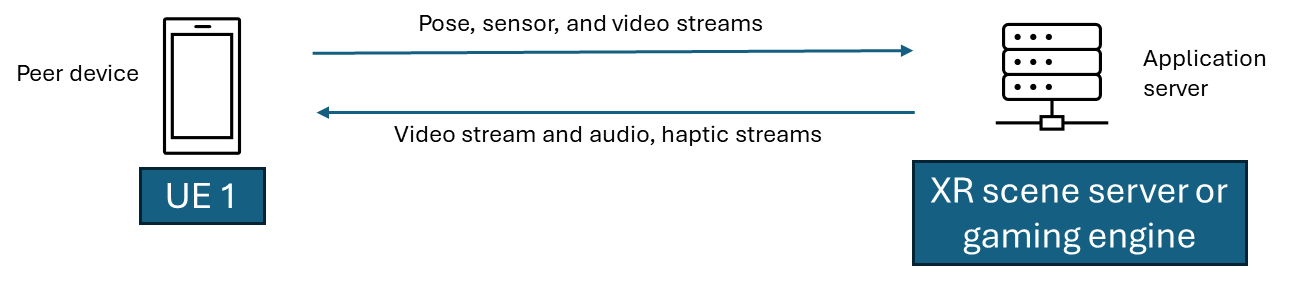 Pose, sensor, and video streams
Peer device
Application
server
Video stream and audio, haptic streams
UE 1
XR scene server or
gaming engine